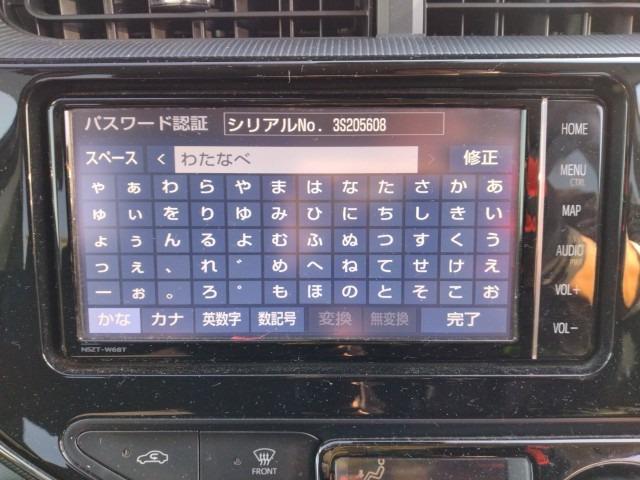 パスワード認証 シリアルNo. 3S205608
スペース < わたなべ > 修正
ゃ ぁ わ ら や ま は な た さ か あ
ゅ ぃ を り ゆ み ひ に ち し き い
ょ ぅ ん る よ む ふ ぬ つ す く う
っ ぇ 、 れ ゛ め へ ね て せ け え
ー ぉ 。 ろ ゜ も ほ の と そ こ お
かな カナ 英数字 数記号 変換 無変換 完了
NSZT-W68T
HOME
MENU
CTRL
MAP
AUDIO
VOL+
VOL−
FRONT